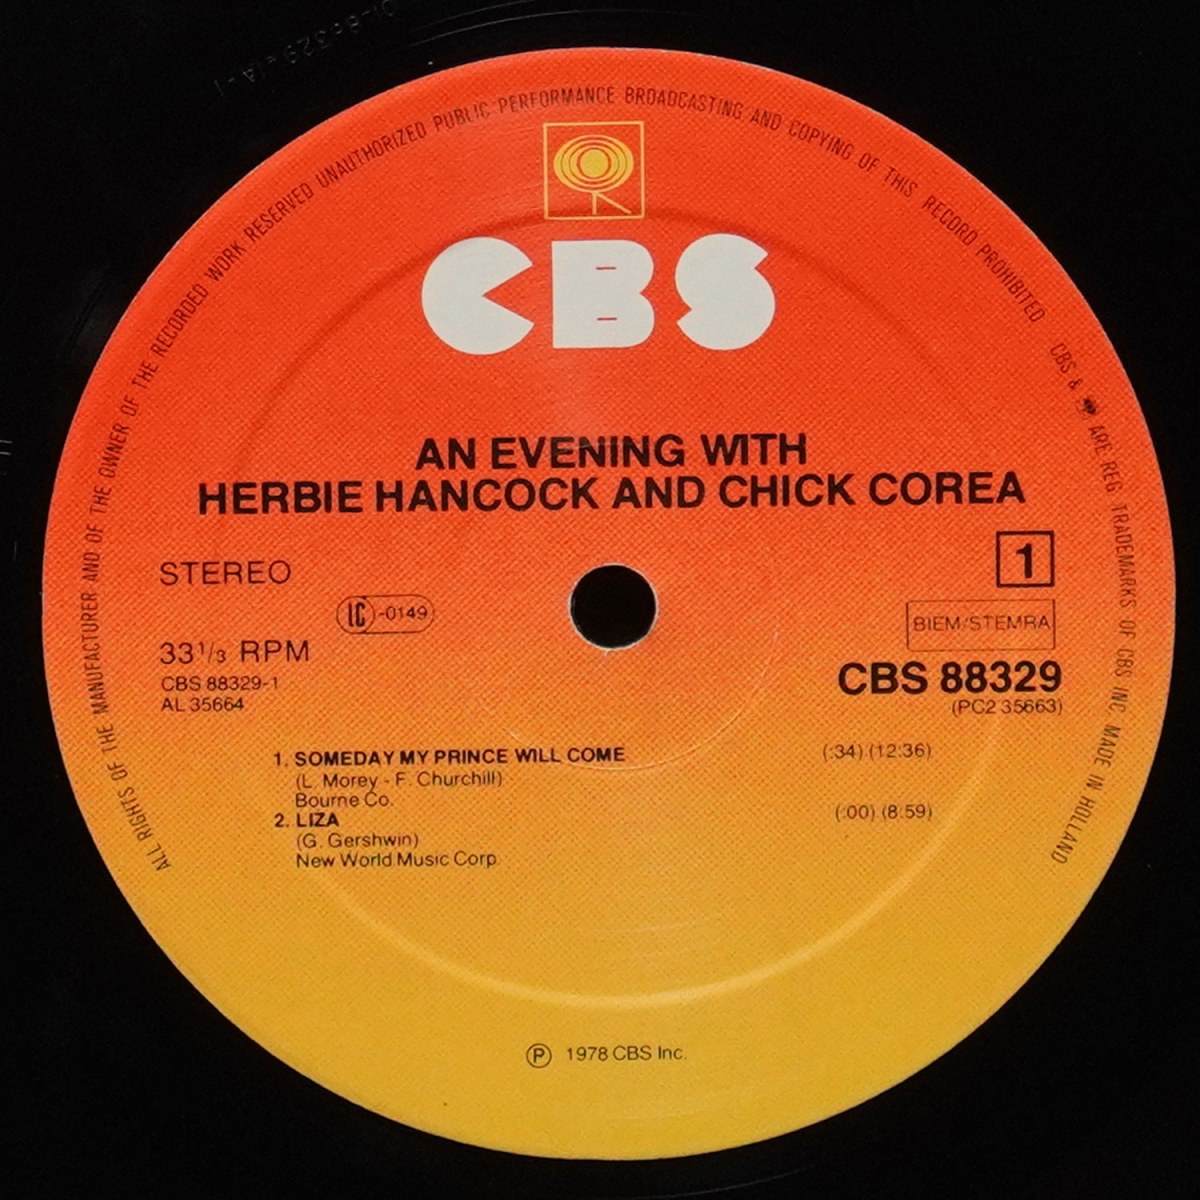 ALL RIGHTS OF THE MANUFACTURER AND OF THE OWNER OF THE RECORDED WORK RESERVED UNAUTHORIZED PUBLIC PERFORMANCE BROADCASTING AND COPYING OF THIS RECORD PROHIBITED
CBS & ARE REG TRADEMARKS OF CBS INC MADE IN HOLLAND
CBS
AN EVENING WITH
HERBIE HANCOCK AND CHICK COREA
1
STEREO
LC-0149
BIEM/STEMRA
33 1/3 RPM
CBS 88329
CBS 88329-1
(PC2 35663)
AL 35664
1. SOMEDAY MY PRINCE WILL COME (:34) (12:36)
(L. Morey - F. Churchill)
Bourne Co.
2. LIZA (:00) (8:59)
(G. Gershwin)
New World Music Corp.
℗ 1978 CBS Inc.